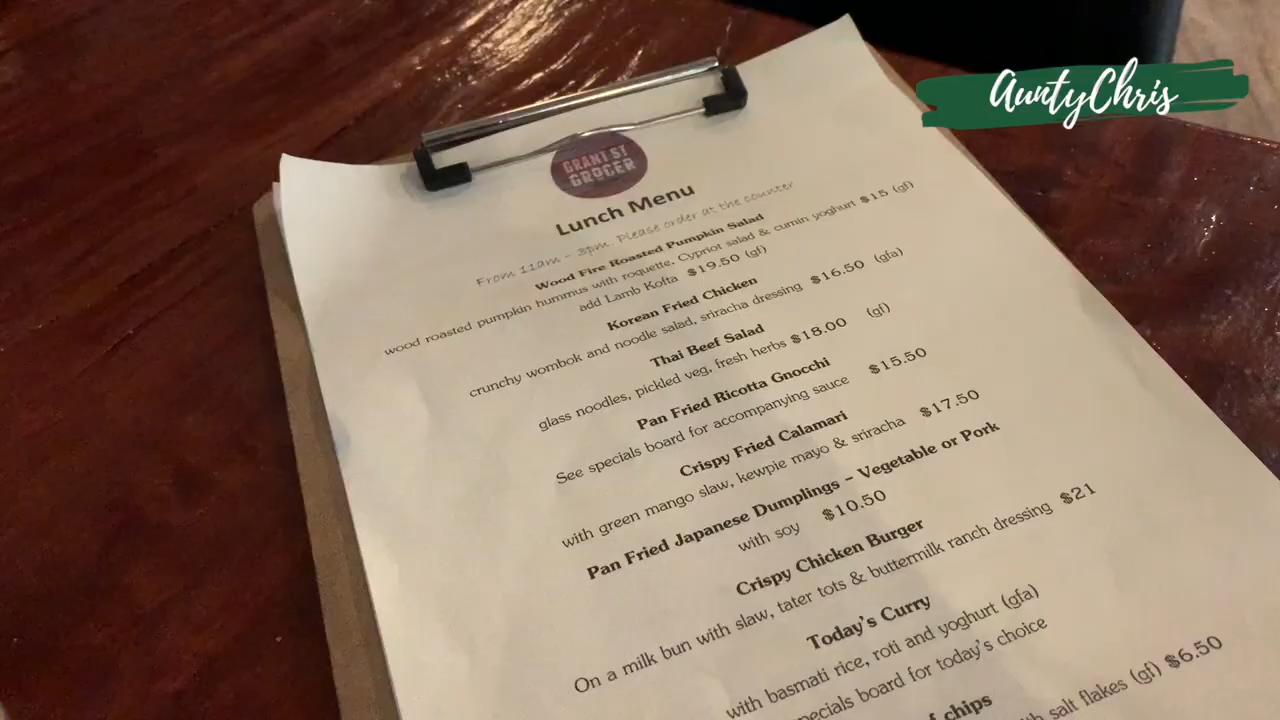 AuntyChris
GRANT ST
GROCER
Lunch Menu
From 11am - 3pm. Please order at the counter
Wood Fire Roasted Pumpkin Salad
wood roasted pumpkin hummus with roquette, Cypriot salad & cumin yoghurt $15 (gf)
add Lamb Kofta $19.50 (gf)
Korean Fried Chicken
crunchy wombok and noodle salad, sriracha dressing $16.50 (gfa)
Thai Beef Salad
glass noodles, pickled veg, fresh herbs $18.00 (gf)
Pan Fried Ricotta Gnocchi
See specials board for accompanying sauce $15.50
Crispy Fried Calamari
with green mango slaw, kewpie mayo & sriracha $17.50
Pan Fried Japanese Dumplings - Vegetable or Pork
with soy $10.50
Crispy Chicken Burger
On a milk bun with slaw, tater tots & buttermilk ranch dressing $21
Today's Curry
with basmati rice, roti and yoghurt (gfa)
specials board for today's choice
f chips
salt flakes (gf) $6.50